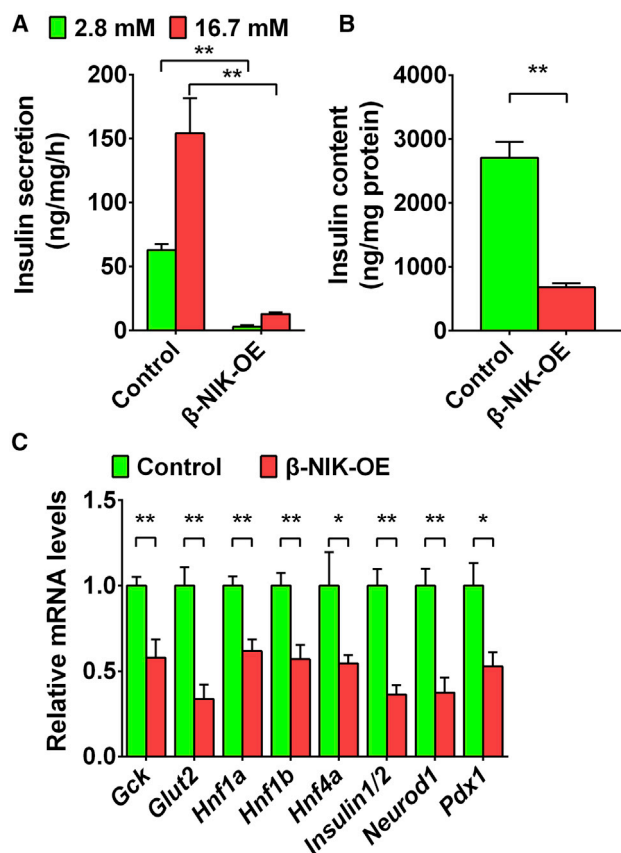 A
2.8 mM
16.7 mM
Insulin secretion
(ng/mg/h)
200
150
100
50
0
**
**
Control
β-NIK-OE
B
Insulin content
(ng/mg protein)
4000
3000
2000
1000
0
**
Control
β-NIK-OE
C
Control
β-NIK-OE
Relative mRNA levels
1.5
1.0
0.5
0.0
** ** ** ** * ** ** *
Gck
Glut2
Hnf1a
Hnf1b
Hnf4a
Insulin1/2
Neurod1
Pdx1